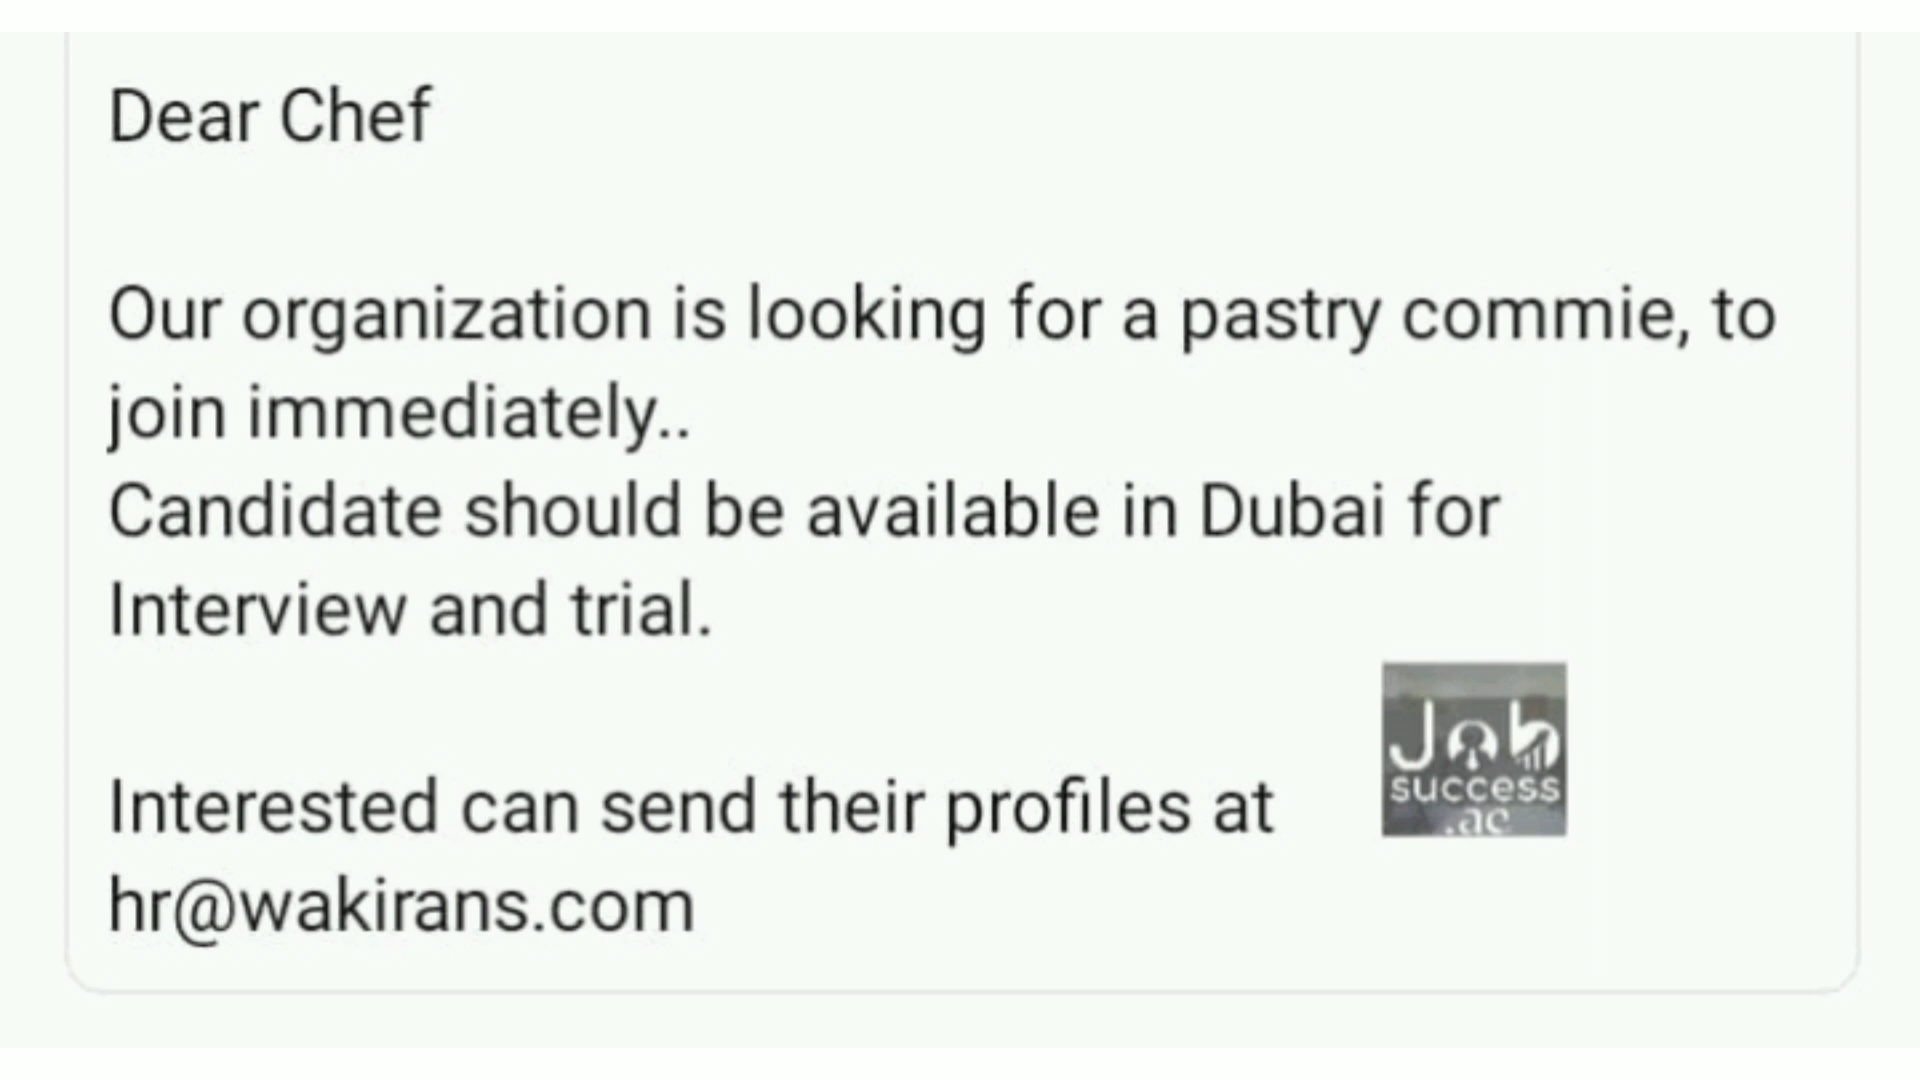 Dear Chef
Our organization is looking for a pastry commie, to
join immediately..
Candidate should be available in Dubai for
Interview and trial.
Interested can send their profiles at
hr@wakirans.com
Job
success
.ac